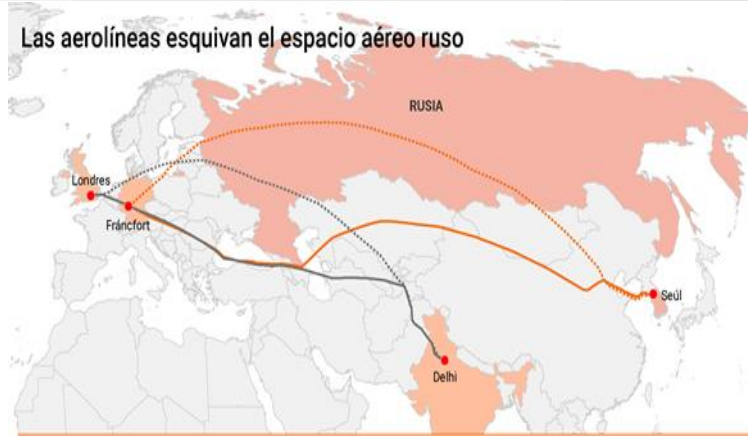 Las aerolíneas esquivan el espacio aéreo ruso
RUSIA
Londres
Fráncfort
Seúl
Delhi